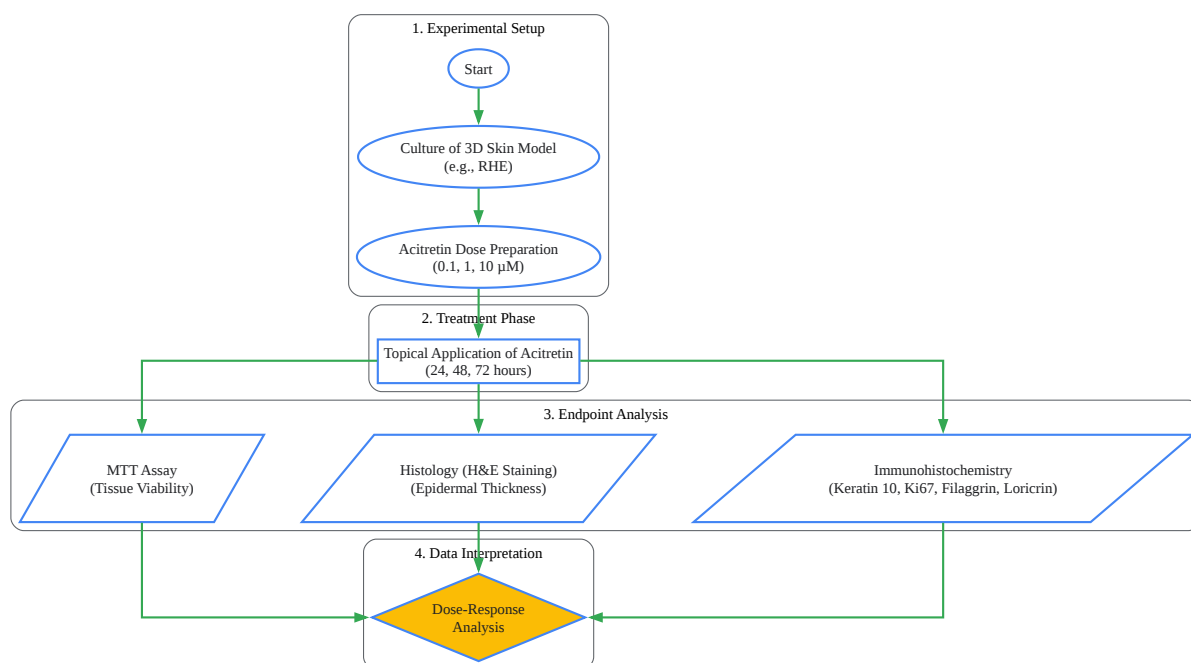 1. Experimental Setup
Start
Culture of 3D Skin Model
(e.g., RHE)
Acitretin Dose Preparation
(0.1, 1, 10 µM)
2. Treatment Phase
Topical Application of Acitretin
(24, 48, 72 hours)
3. Endpoint Analysis
MTT Assay
(Tissue Viability)
Histology (H&E Staining)
(Epidermal Thickness)
Immunohistochemistry
(Keratin 10, Ki67, Filaggrin, Loricrin)
4. Data Interpretation
Dose-Response
Analysis